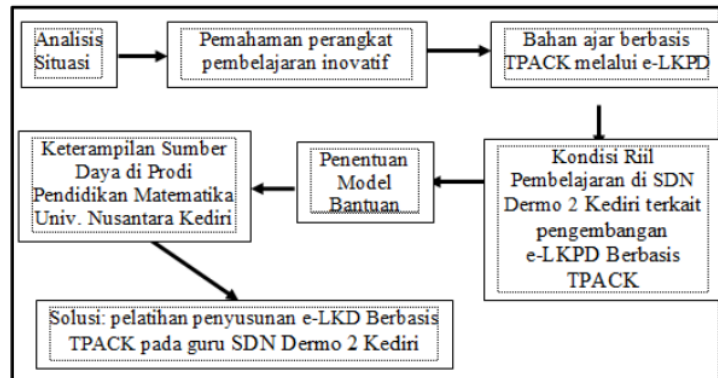 Analisis
Situasi
Pemahaman perangkat
pembelajaran inovatif
Bahan ajar berbasis
TPACK melalui e-LKPD
Kondisi Riil
Pembelajaran di SDN
Dermo 2 Kediri terkait
pengembangan
e-LKPD Berbasis
TPACK
Penentuan
Model
Bantuan
Keterampilan Sumber
Daya di Prodi
Pendidikan Matematika
Univ. Nusantara Kediri
Solusi: pelatihan penyusunan e-LKD Berbasis
TPACK pada guru SDN Dermo 2 Kediri